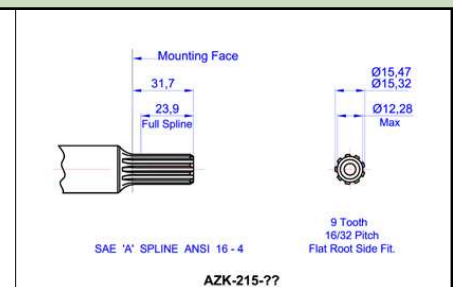 Mounting Face
31,7
23,9
Full Spline
Ø15,47
Ø15,32
Ø12,28
Max
9 Tooth
16/32 Pitch
Flat Root Side Fit.
SAE 'A' SPLINE ANSI 16 - 4
AZK-215-??